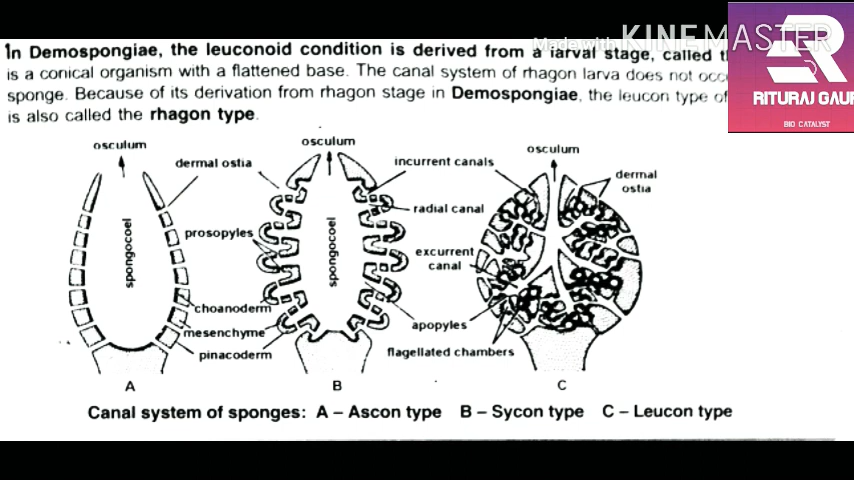 In Demospongiae, the leuconoid condition is derived from a larval stage, called
is a conical organism with a flattened base. The canal system of rhagon larva does not
sponge. Because of its derivation from rhagon stage in Demospongiae, the leucon type of
is also called the rhagon type.
Made with KINEMASTER
RITURAJ GAUR
BIO CATALYST
osculum
dermal ostia
osculum
incurrent canals
osculum
dermal
ostia
radial canal
prosopyles
spongocoel
spongocoel
excurrent
canal
choanoderm
mesenchyme
pinacoderm
apopyles
flagellated chambers
A
B
C
Canal system of sponges: A – Ascon type B – Sycon type C – Leucon type